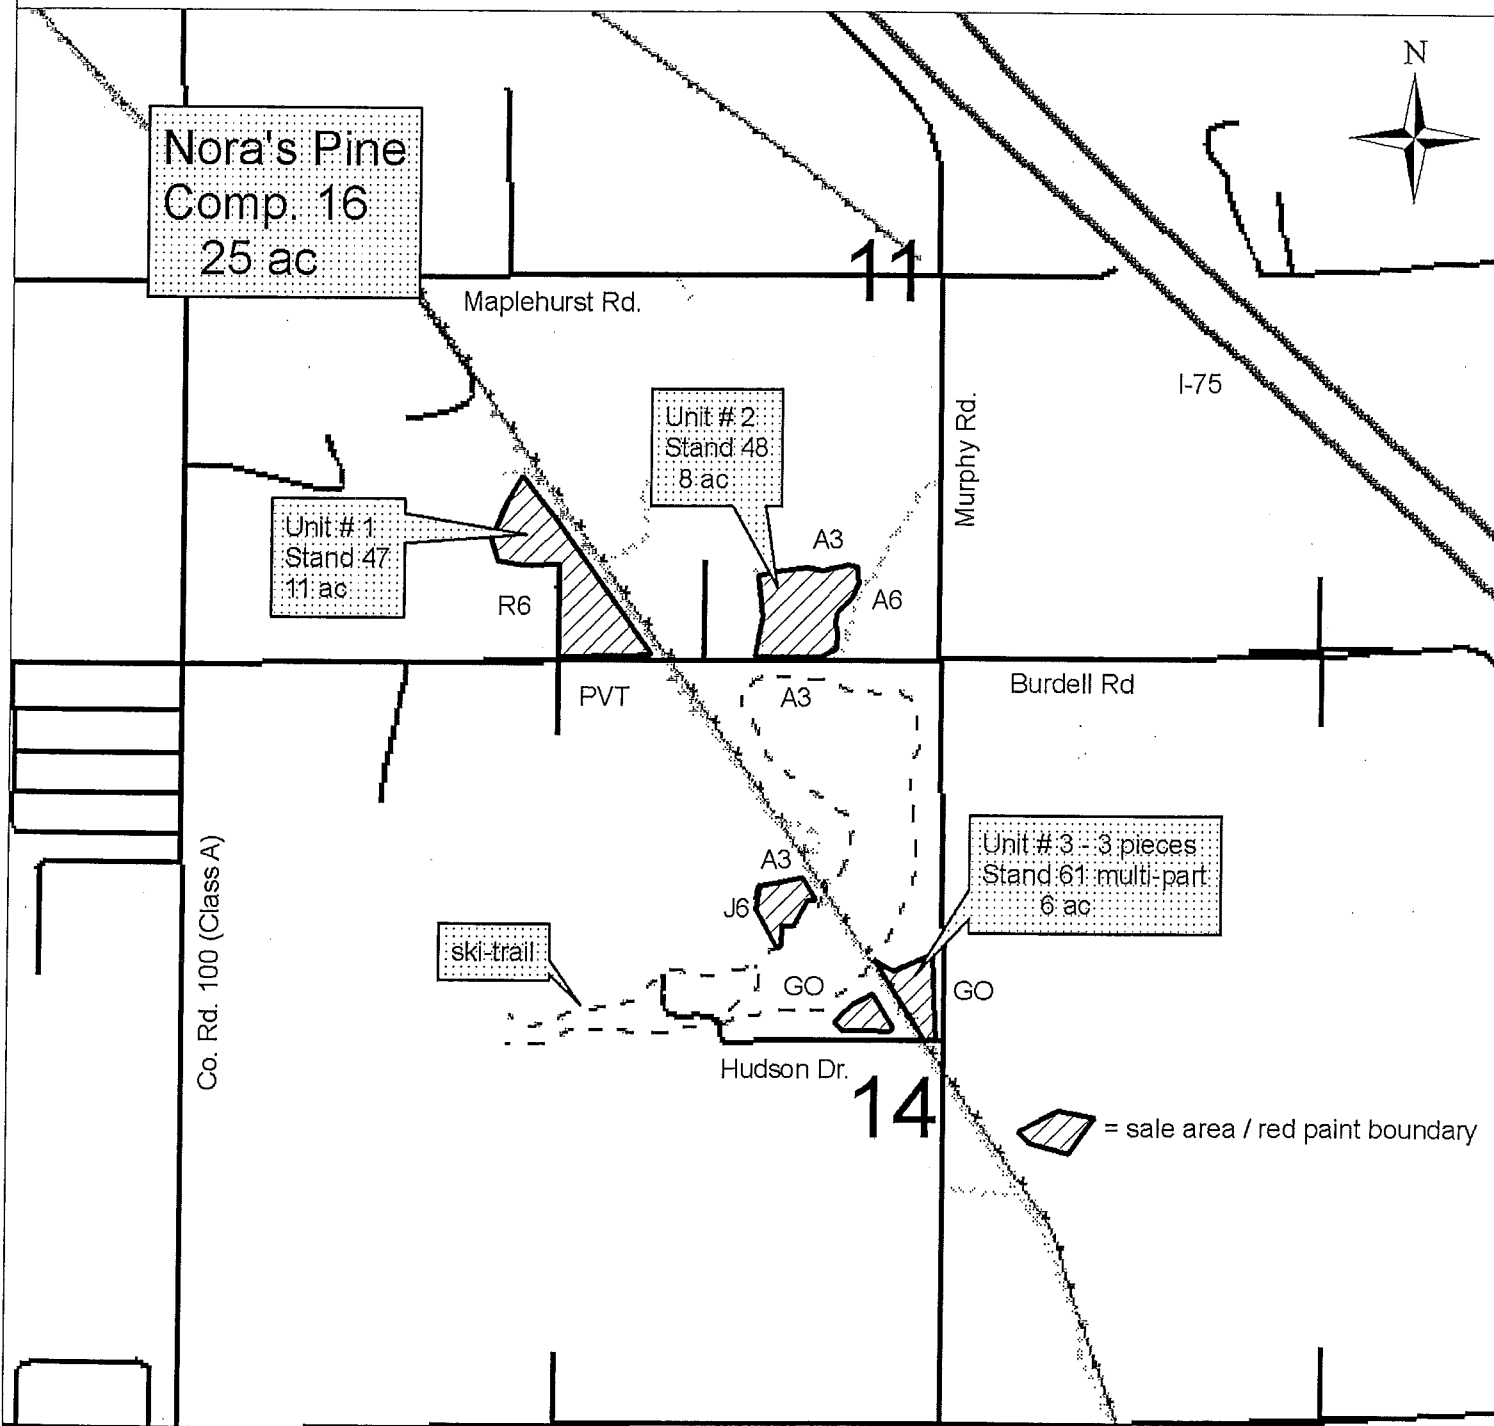 N
Nora's Pine
Comp. 16
25 ac
11
Maplehurst Rd.
I-75
Unit # 2
Stand 48
8 ac
Murphy Rd.
Unit # 1
Stand 47
11 ac
A3
R6
A6
PVT
A3
Burdell Rd
Unit # 3 - 3 pieces
Stand 61 multi-part
6 ac
A3
J6
Co. Rd. 100 (Class A)
ski-trail
GO
GO
Hudson Dr.
14
= sale area / red paint boundary